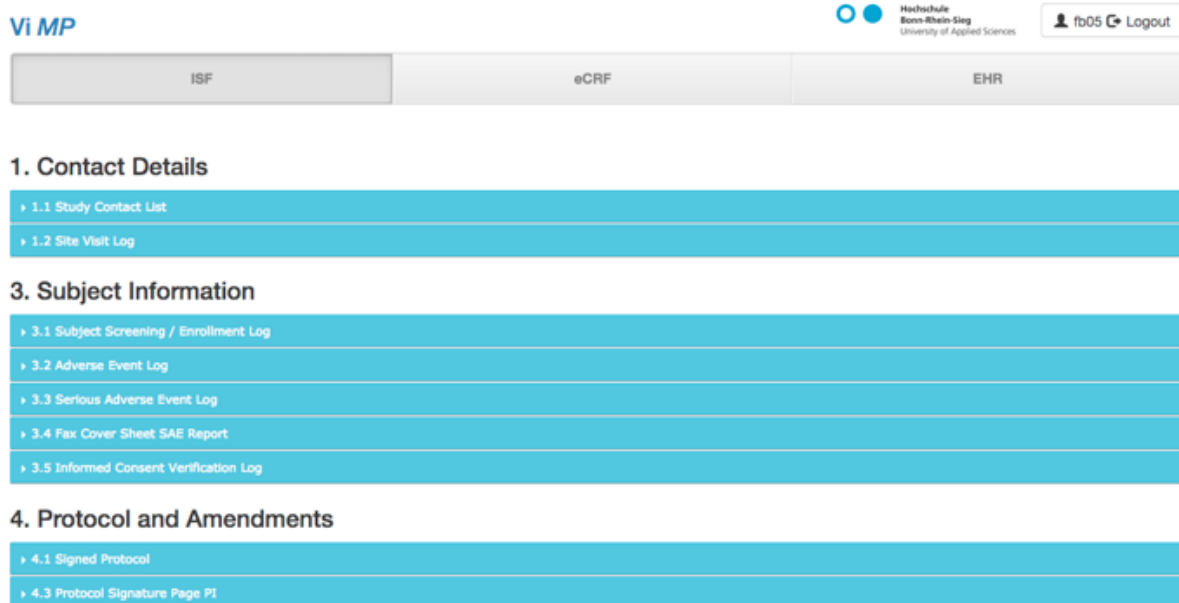 Vi MP
Hochschule
Bonn-Rhein-Sieg
University of Applied Sciences
fb05 Logout
ISF
eCRF
EHR
1. Contact Details
1.1 Study Contact List
1.2 Site Visit Log
3. Subject Information
3.1 Subject Screening / Enrollment Log
3.2 Adverse Event Log
3.3 Serious Adverse Event Log
3.4 Fax Cover Sheet SAE Report
3.5 Informed Consent Verification Log
4. Protocol and Amendments
4.1 Signed Protocol
4.3 Protocol Signature Page PI